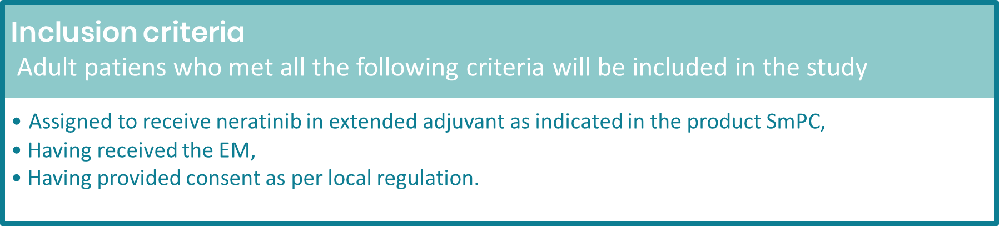 Inclusion criteria
Adult patiens who met all the following criteria will be included in the study
• Assigned to receive neratinib in extended adjuvant as indicated in the product SmPC,
• Having received the EM,
• Having provided consent as per local regulation.